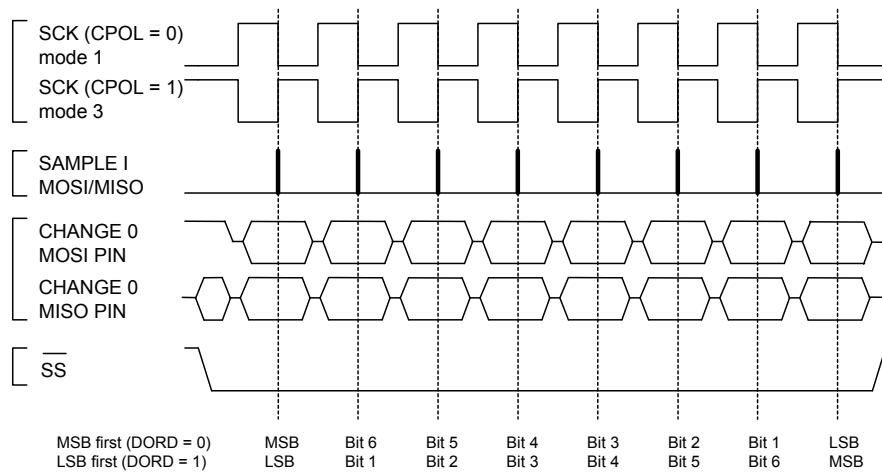 SCK (CPOL = 0)
mode 1
SCK (CPOL = 1)
mode 3
SAMPLE I
MOSI/MISO
CHANGE 0
MOSI PIN
CHANGE 0
MISO PIN
SS
MSB first (DORD = 0) MSB Bit 6 Bit 5 Bit 4 Bit 3 Bit 2 Bit 1 LSB
LSB first (DORD = 1) LSB Bit 1 Bit 2 Bit 3 Bit 4 Bit 5 Bit 6 MSB